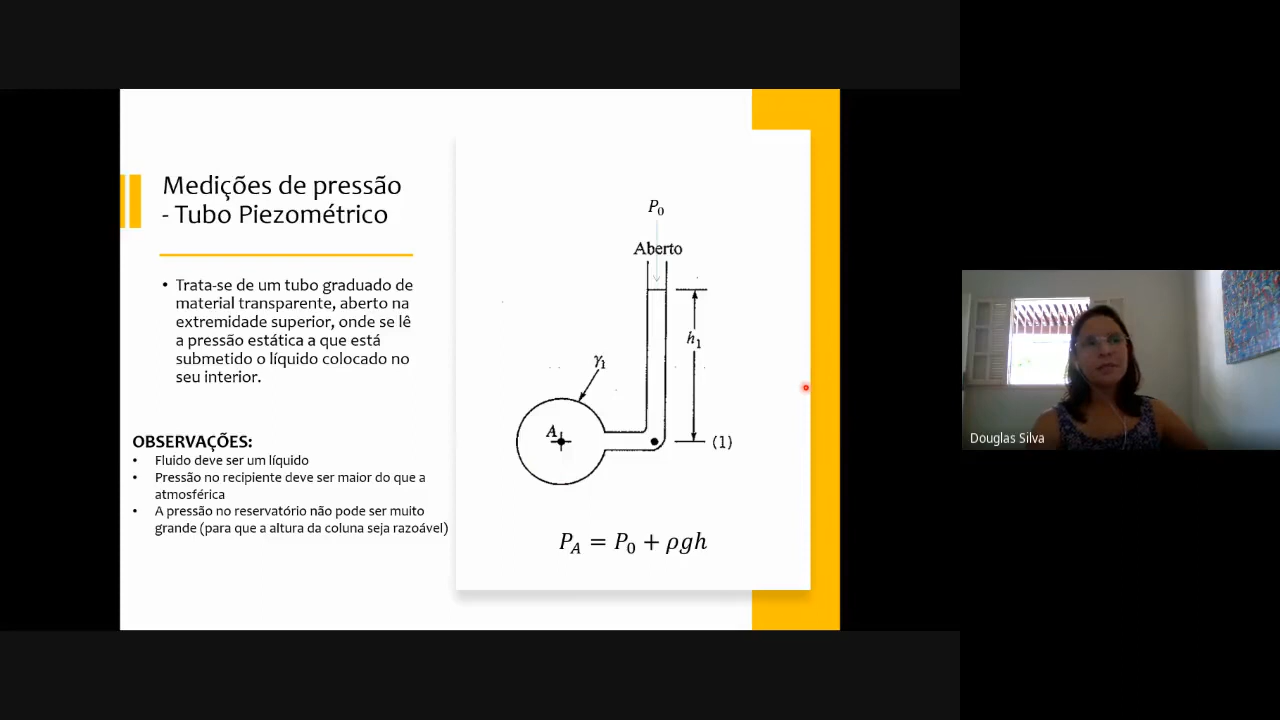 Medições de pressão
- Tubo Piezométrico
• Trata-se de um tubo graduado de
material transparente, aberto na
extremidade superior, onde se lê
a pressão estática a que está
submetido o líquido colocado no
seu interior.
OBSERVAÇÕES:
• Fluido deve ser um líquido
• Pressão no recipiente deve ser maior do que a
atmosférica
• A pressão no reservatório não pode ser muito
grande (para que a altura da coluna seja razoável)
P₀
Aberto
h₁
γ₁
A
(1)
P_A = P₀ + ρgh
Douglas Silva